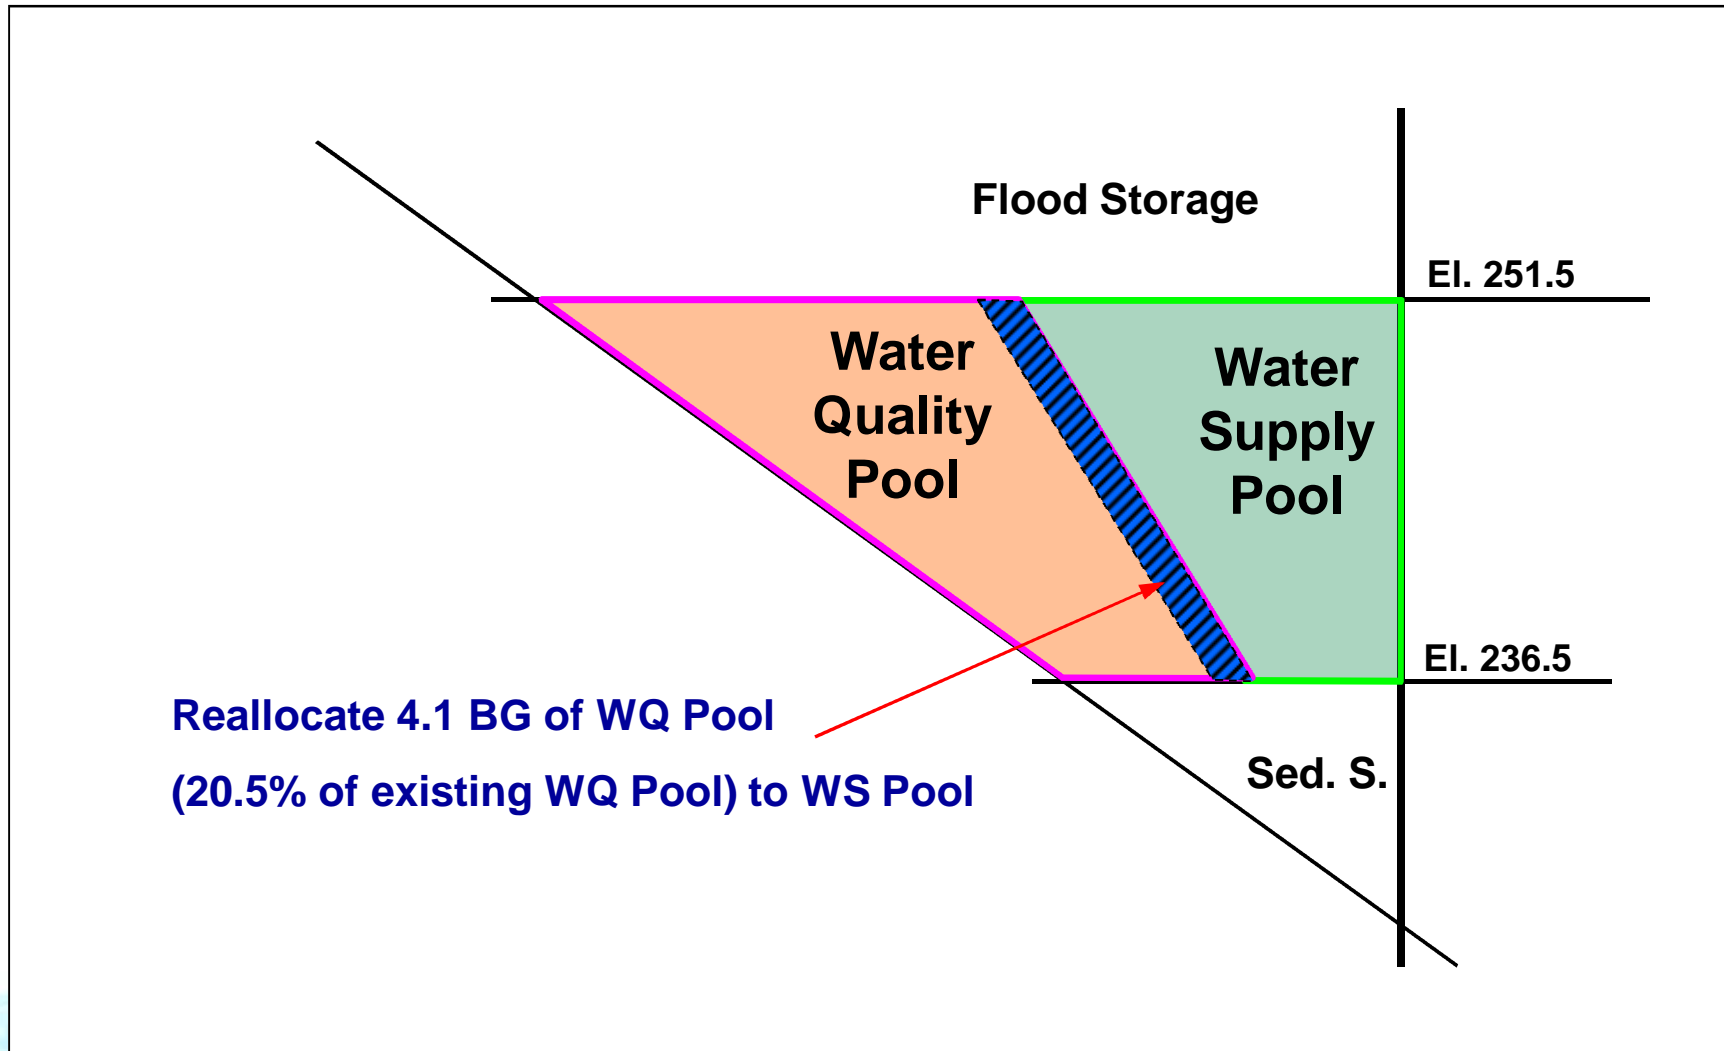 Flood Storage
El. 251.5
Water
Quality
Pool
Water
Supply
Pool
El. 236.5
Reallocate 4.1 BG of WQ Pool
(20.5% of existing WQ Pool) to WS Pool
Sed. S.